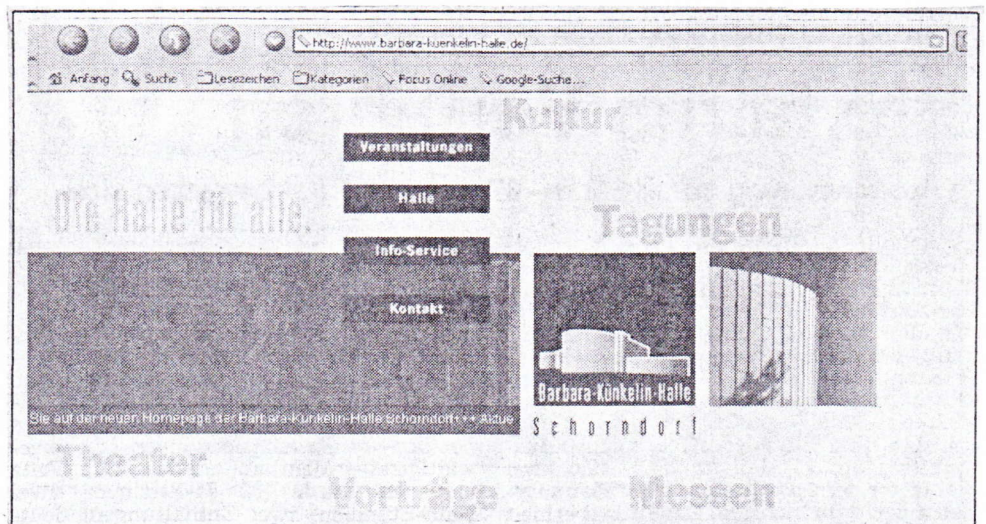 http://www.barbara-kuenkelin-halle.de/
Anfang Suche Lesezeichen Kategorien Focus Online Google-Suche...
Kultur
Veranstaltungen
Die Halle für alle.
Halle
Tagungen
Info-Service
Kontakt
Barbara-Künkelin-Halle
Schorndorf
Sie auf der neuen Homepage der Barbara-Künkelin-Halle Schorndorf+++ Aktue
Theater
Vorträge
Messen